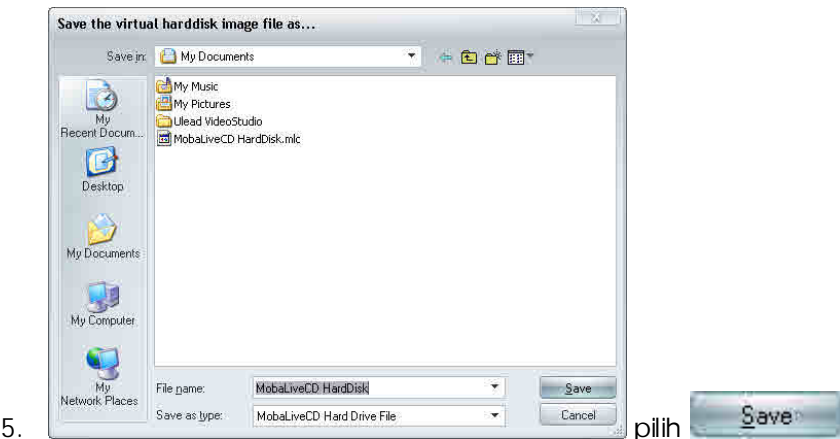 Save the virtual harddisk image file as...
Save in: My Documents
My Recent Docum...
Desktop
My Documents
My Computer
My Network Places
My Music
My Pictures
Ulead VideoStudio
MobaLiveCD HardDisk.mlc
File name: MobaLiveCD HardDisk Save
Save as type: MobaLiveCD Hard Drive File Cancel
5. pilih Save